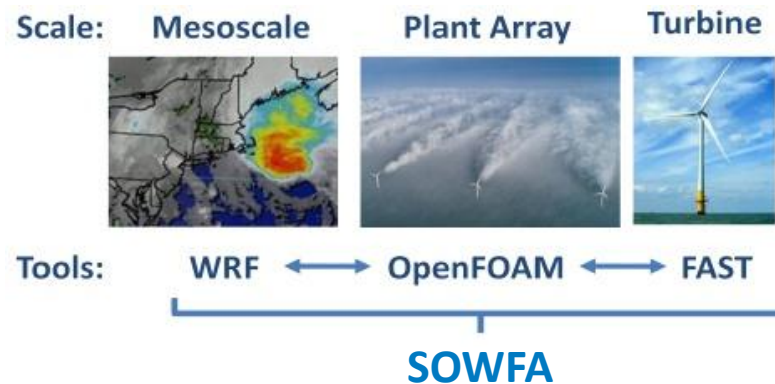 Scale: Mesoscale Plant Array Turbine
Tools: WRF OpenFOAM FAST
SOWFA